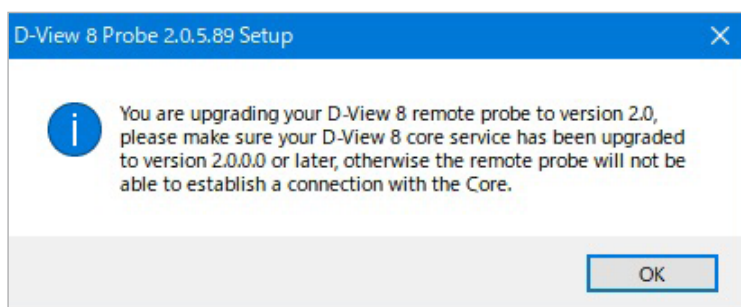 D-View 8 Probe 2.0.5.89 Setup
You are upgrading your D-View 8 remote probe to version 2.0,
please make sure your D-View 8 core service has been upgraded
to version 2.0.0.0 or later, otherwise the remote probe will not be
able to establish a connection with the Core.
OK